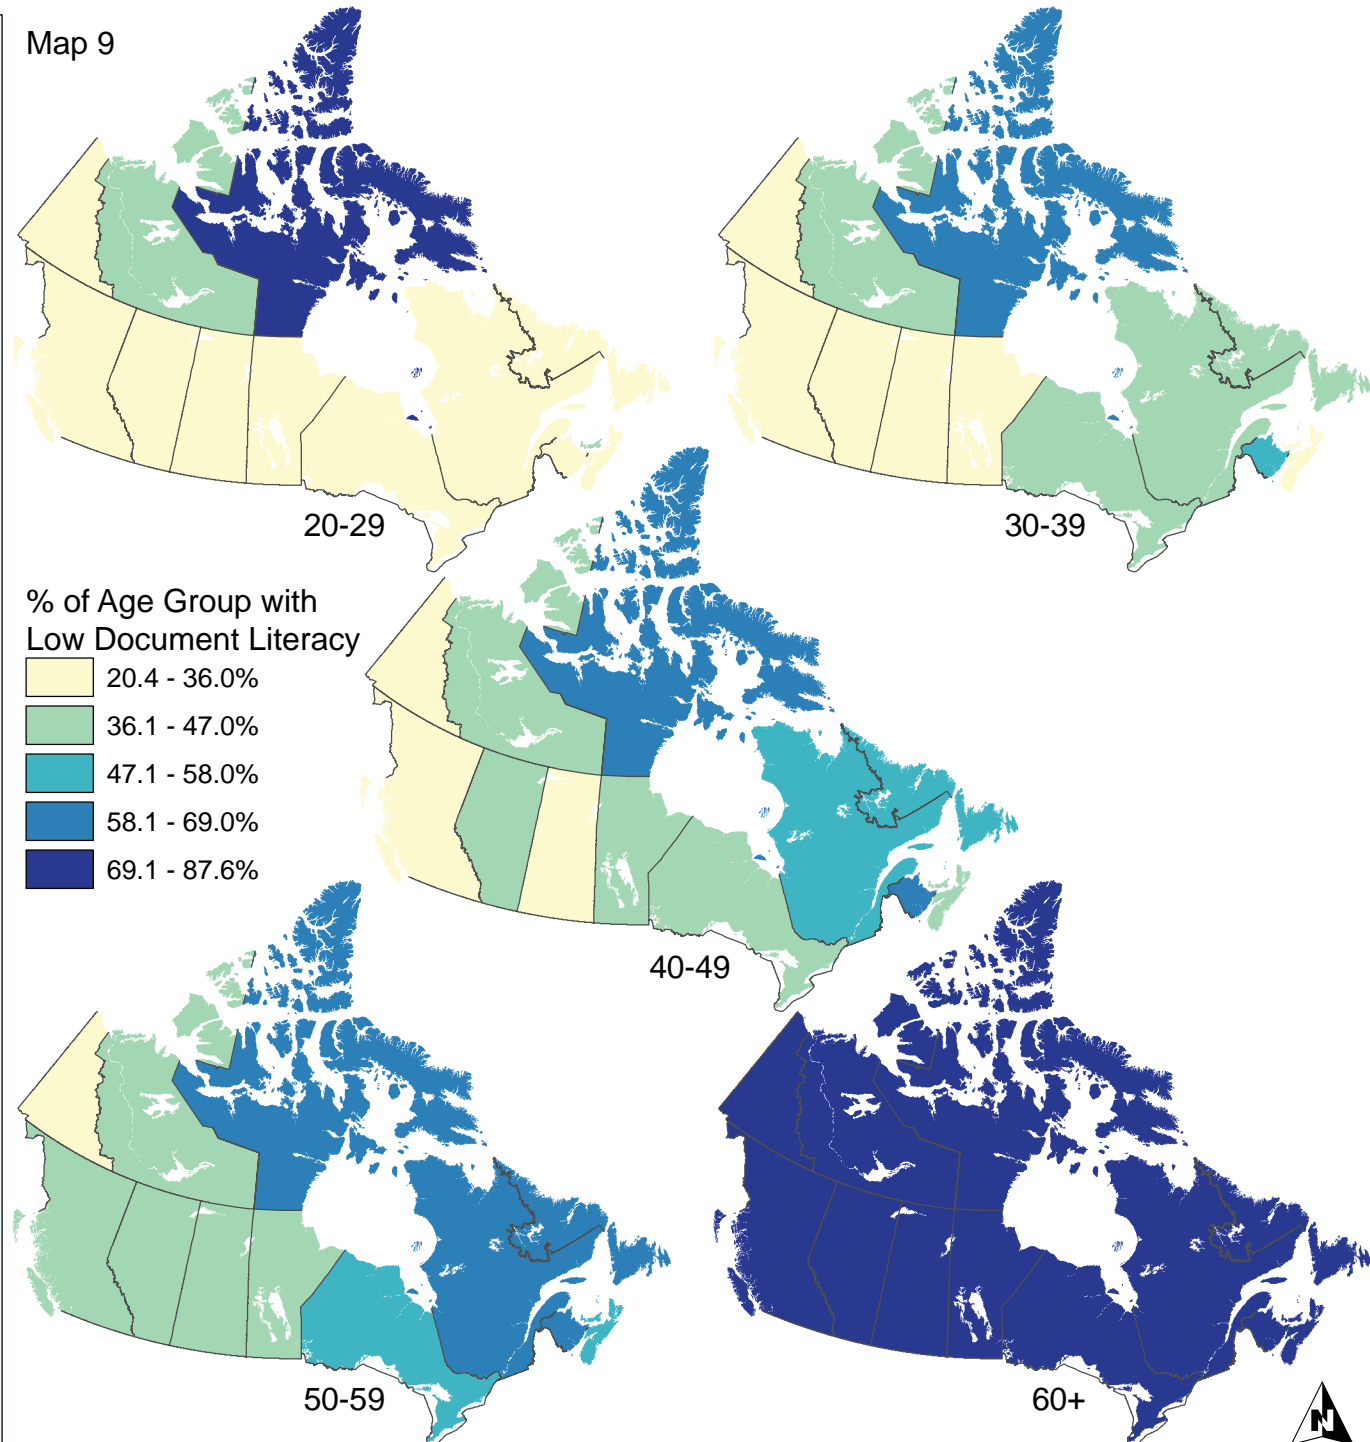 Map 9
20-29
30-39
% of Age Group with
Low Document Literacy
20.4 - 36.0%
36.1 - 47.0%
47.1 - 58.0%
58.1 - 69.0%
69.1 - 87.6%
40-49
50-59
60+
N